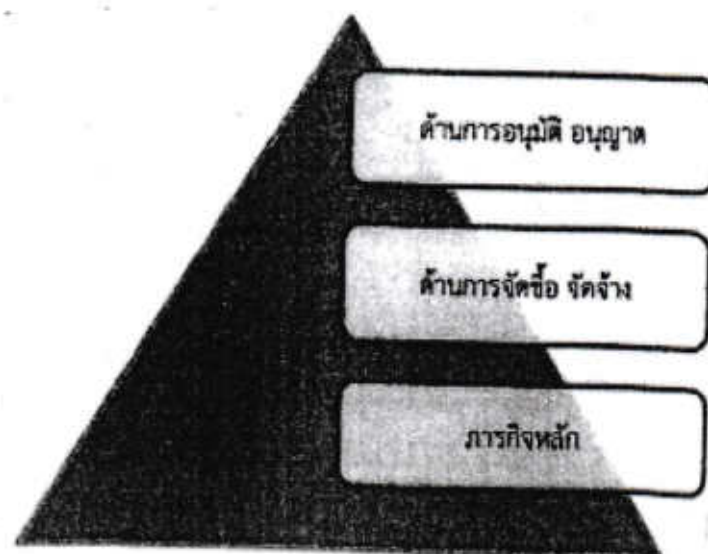 ด้านการอนุมัติ อนุญาต
ด้านการจัดซื้อ จัดจ้าง
ภารกิจหลัก